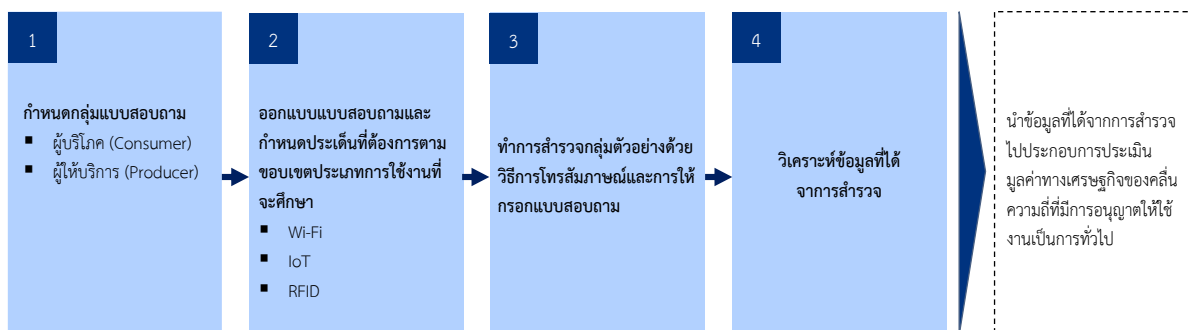 1
กำหนดกลุ่มแบบสอบถาม
▪ ผู้บริโภค (Consumer)
▪ ผู้ให้บริการ (Producer)
2
ออกแบบแบบสอบถามและ
กำหนดประเด็นที่ต้องการตาม
ขอบเขตประเภทการใช้งานที่
จะศึกษา
▪ Wi-Fi
▪ IoT
▪ RFID
3
ทำการสำรวจกลุ่มตัวอย่างด้วย
วิธีการโทรสัมภาษณ์และการให้
กรอกแบบสอบถาม
4
วิเคราะห์ข้อมูลที่ได้
จาการสำรวจ
นำข้อมูลที่ได้จากการสำรวจ
ไปประกอบการประเมิน
มูลค่าทางเศรษฐกิจของคลื่น
ความถี่ที่มีการอนุญาตให้ใช้
งานเป็นการทั่วไป